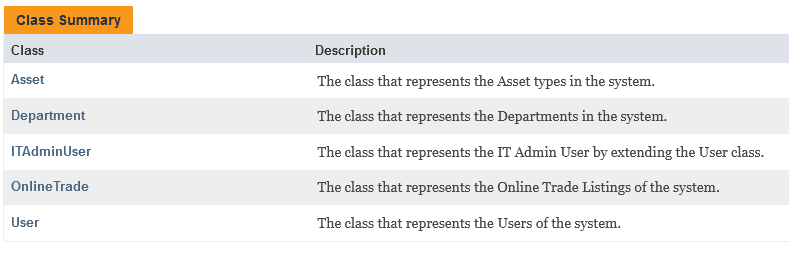 Class Summary
Class Description
Asset The class that represents the Asset types in the system.
Department The class that represents the Departments in the system.
ITAdminUser The class that represents the IT Admin User by extending the User class.
OnlineTrade The class that represents the Online Trade Listings of the system.
User The class that represents the Users of the system.